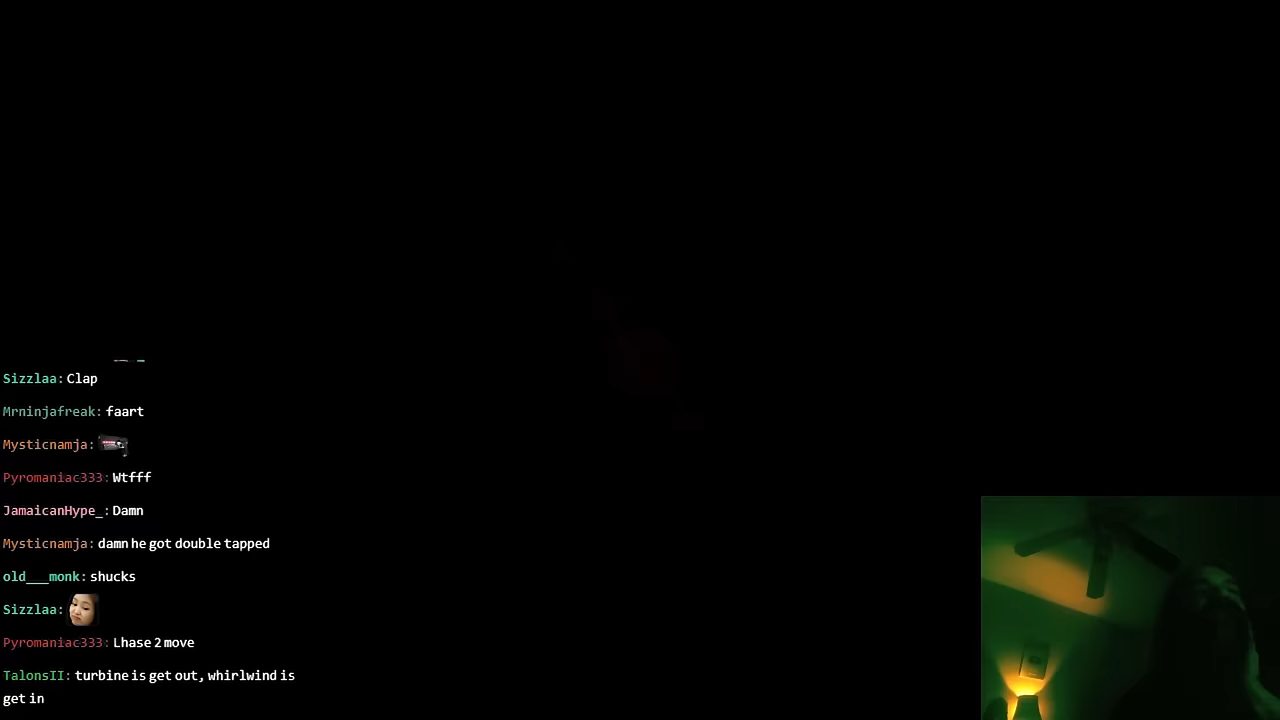 Sizzlaa: Clap
Mrninjafreak: faart
Mysticnamja:
Pyromaniac333: Wtfff
JamaicanHype_: Damn
Mysticnamja: damn he got double tapped
old___monk: shucks
Sizzlaa:
Pyromaniac333: Lhase 2 move
TalonsII: turbine is get out, whirlwind is
get in